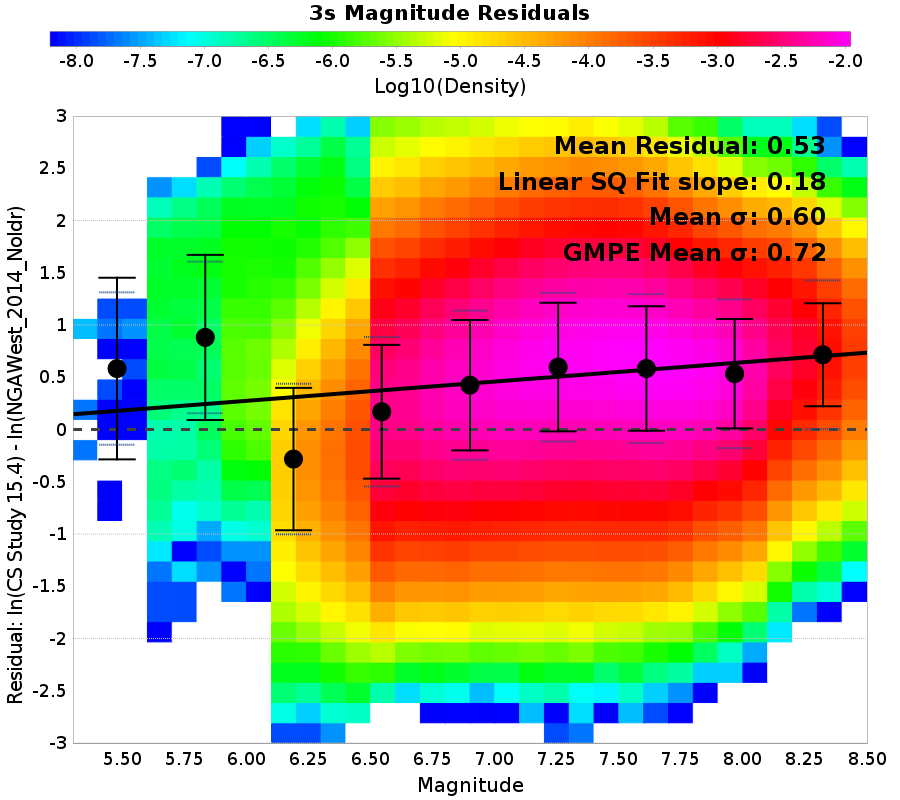 3s Magnitude Residuals
-8.0 -7.5 -7.0 -6.5 -6.0 -5.5 -5.0 -4.5 -4.0 -3.5 -3.0 -2.5 -2.0
Log10(Density)
Mean Residual: 0.53
Linear SQ Fit slope: 0.18
Mean σ: 0.60
GMPE Mean σ: 0.72
Residual: ln(CS Study 15.4) - ln(NGAWest_2014_NoIdr)
3
2.5
2
1.5
1
0.5
0
-0.5
-1
-1.5
-2
-2.5
-3
5.50 5.75 6.00 6.25 6.50 6.75 7.00 7.25 7.50 7.75 8.00 8.25 8.50
Magnitude